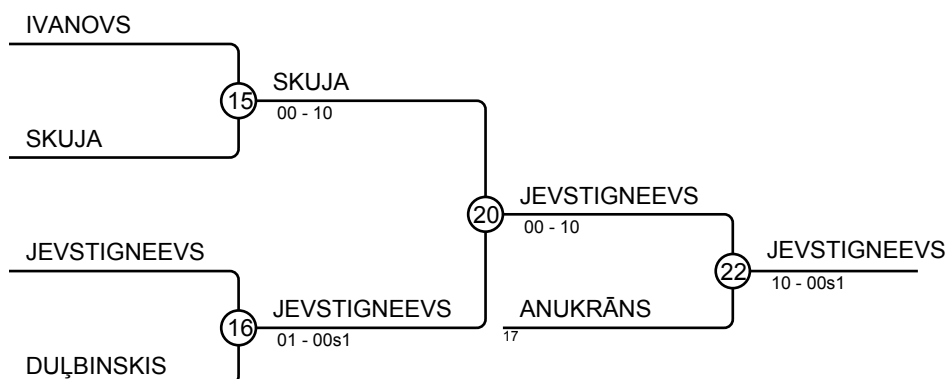 IVANOVS
15
SKUJA
00 - 10
SKUJA
20
JEVSTIGNEEVS
00 - 10
JEVSTIGNEEVS
22
JEVSTIGNEEVS
10 - 00s1
16
JEVSTIGNEEVS
01 - 00s1
ANUKRĀNS
17
DUĻBINSKIS